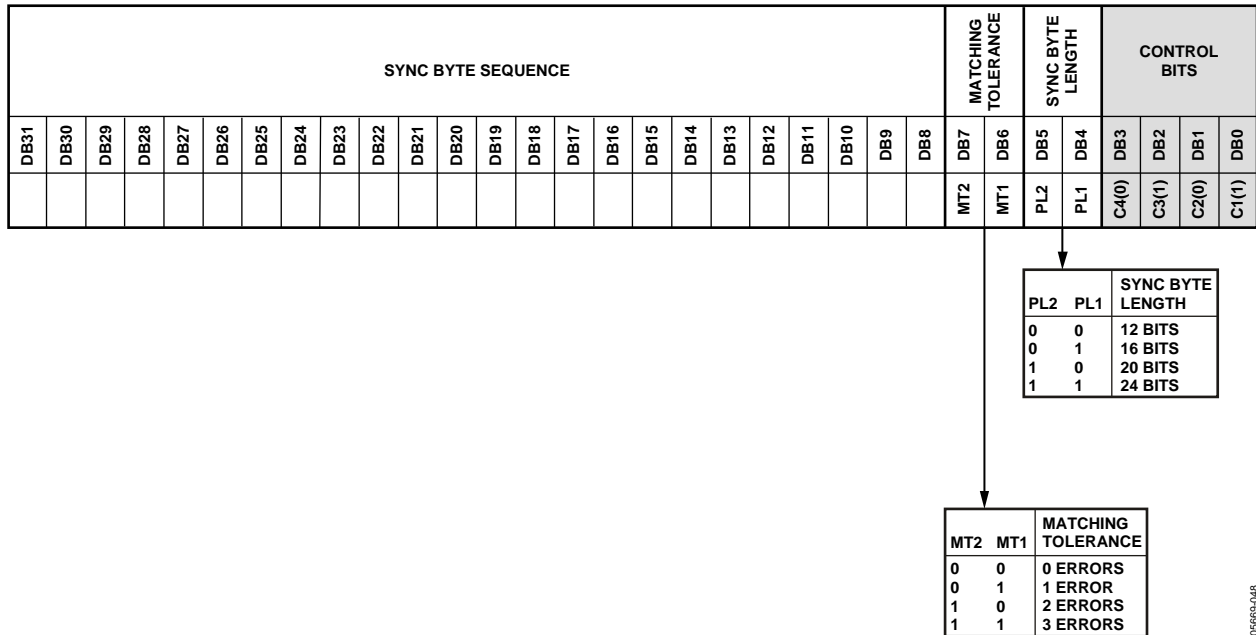 SYNC BYTE SEQUENCE
MATCHING
TOLERANCE
SYNC BYTE
LENGTH
CONTROL
BITS
DB31 DB30 DB29 DB28 DB27 DB26 DB25 DB24 DB23 DB22 DB21 DB20 DB19 DB18 DB17 DB16 DB15 DB14 DB13 DB12 DB11 DB10 DB9 DB8 DB7 DB6 DB5 DB4 DB3 DB2 DB1 DB0
MT2 MT1 PL2 PL1 C4(0) C3(1) C2(0) C1(1)
PL2 PL1 SYNC BYTE
LENGTH
0 0 12 BITS
0 1 16 BITS
1 0 20 BITS
1 1 24 BITS
MT2 MT1 MATCHING
TOLERANCE
0 0 0 ERRORS
0 1 1 ERROR
1 0 2 ERRORS
1 1 3 ERRORS
05969-048